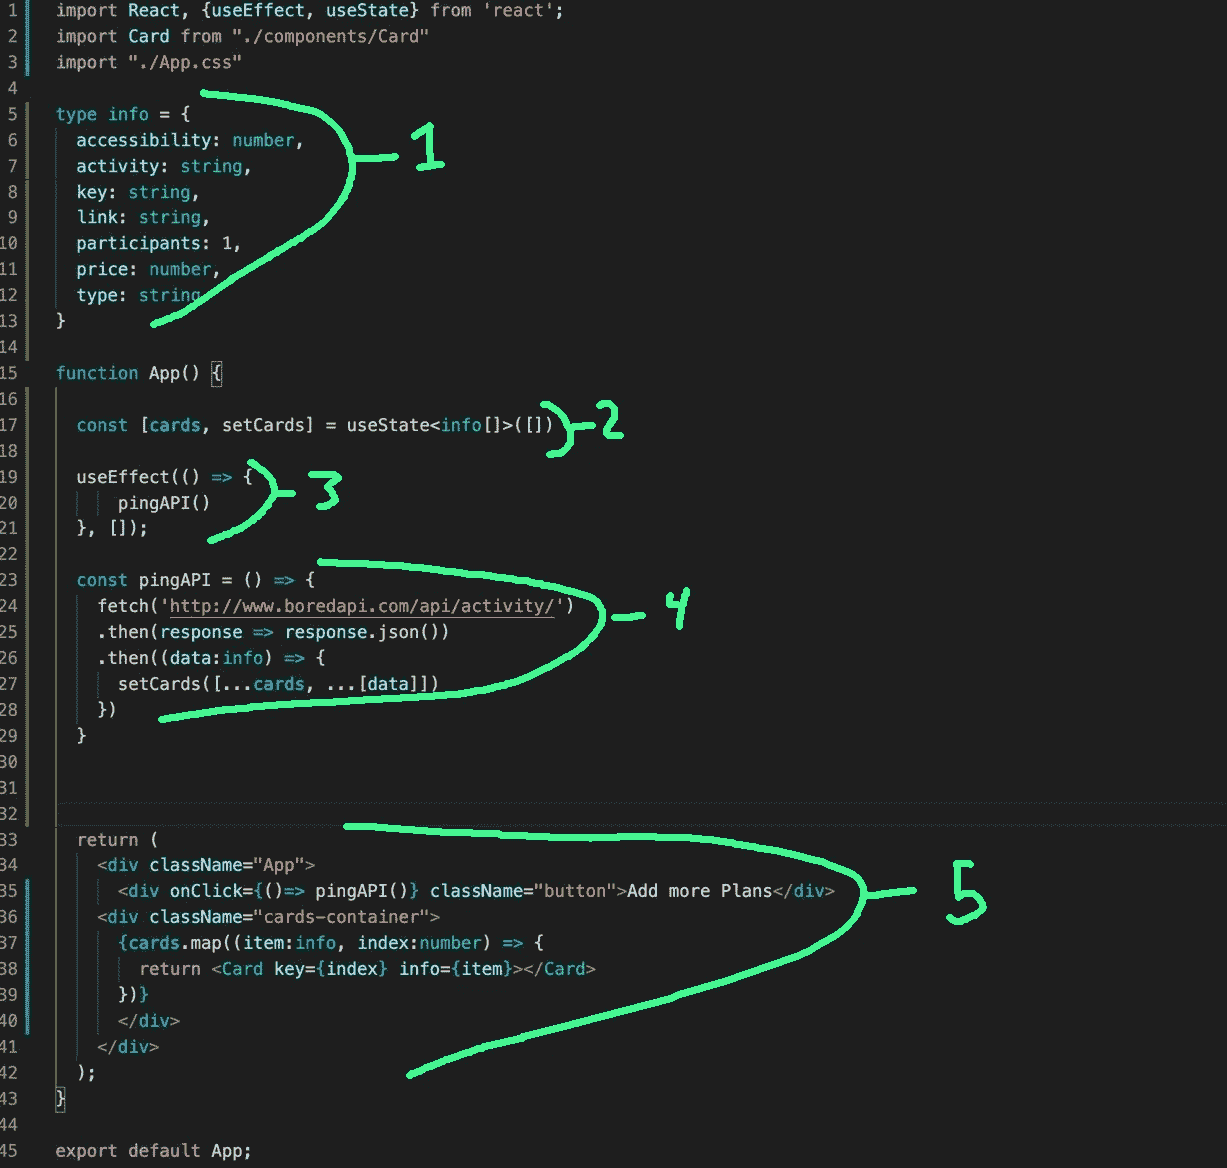 1 import React, {useEffect, useState} from 'react';
2 import Card from "./components/Card"
3 import "./App.css"
4
5 type info = {
6 accessibility: number,
7 activity: string,
8 key: string,
9 link: string,
10 participants: 1,
11 price: number,
12 type: string
13 }
14
15 function App() {
16
17 const [cards, setCards] = useState<info[]>([])
18
19 useEffect(() => {
20 pingAPI()
21 }, []);
22
23 const pingAPI = () => {
24 fetch('http://www.boredapi.com/api/activity/')
25 .then(response => response.json())
26 .then((data:info) => {
27 setCards([...cards, ...[data]])
28 })
29 }
30
31
32
33 return (
34 <div className="App">
35 <div onClick={()=> pingAPI()} className="button">Add more Plans</div>
36 <div className="cards-container">
37 {cards.map((item:info, index:number) => {
38 return <Card key={index} info={item}></Card>
39 })}
40 </div>
41 </div>
42 );
43 }
44
45 export default App;
1
2
3
4
5